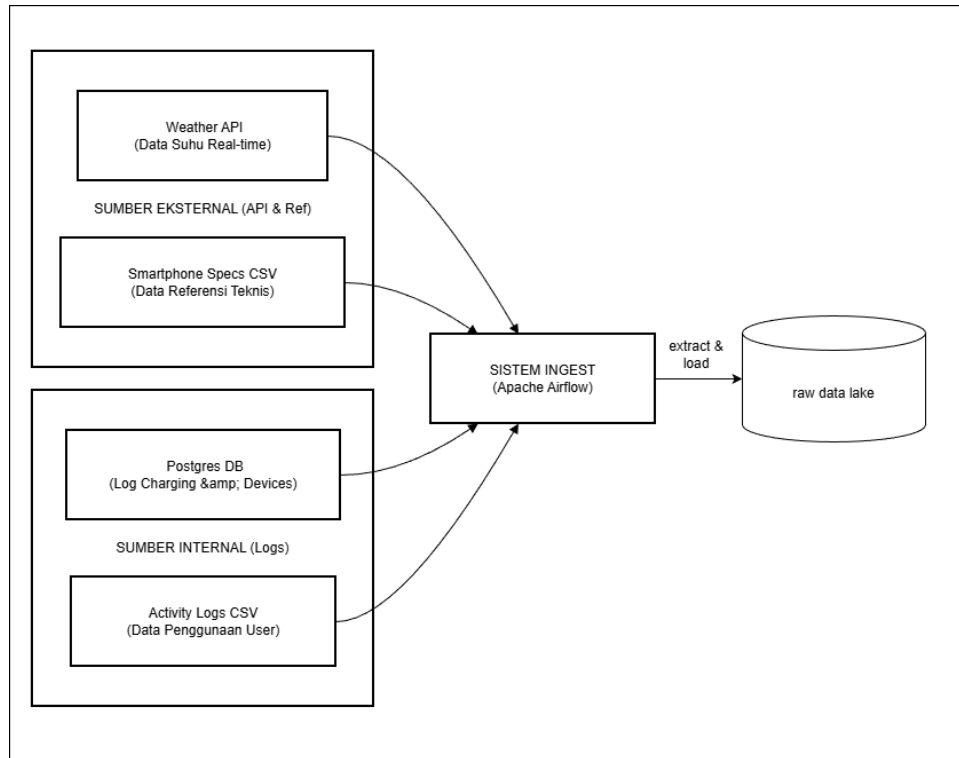 Weather API
(Data Suhu Real-time)
SUMBER EKSTERNAL (API & Ref)
Smartphone Specs CSV
(Data Referensi Teknis)
Postgres DB
(Log Charging &amp; Devices)
SUMBER INTERNAL (Logs)
Activity Logs CSV
(Data Penggunaan User)
SISTEM INGEST
(Apache Airflow)
extract &
load
raw data lake